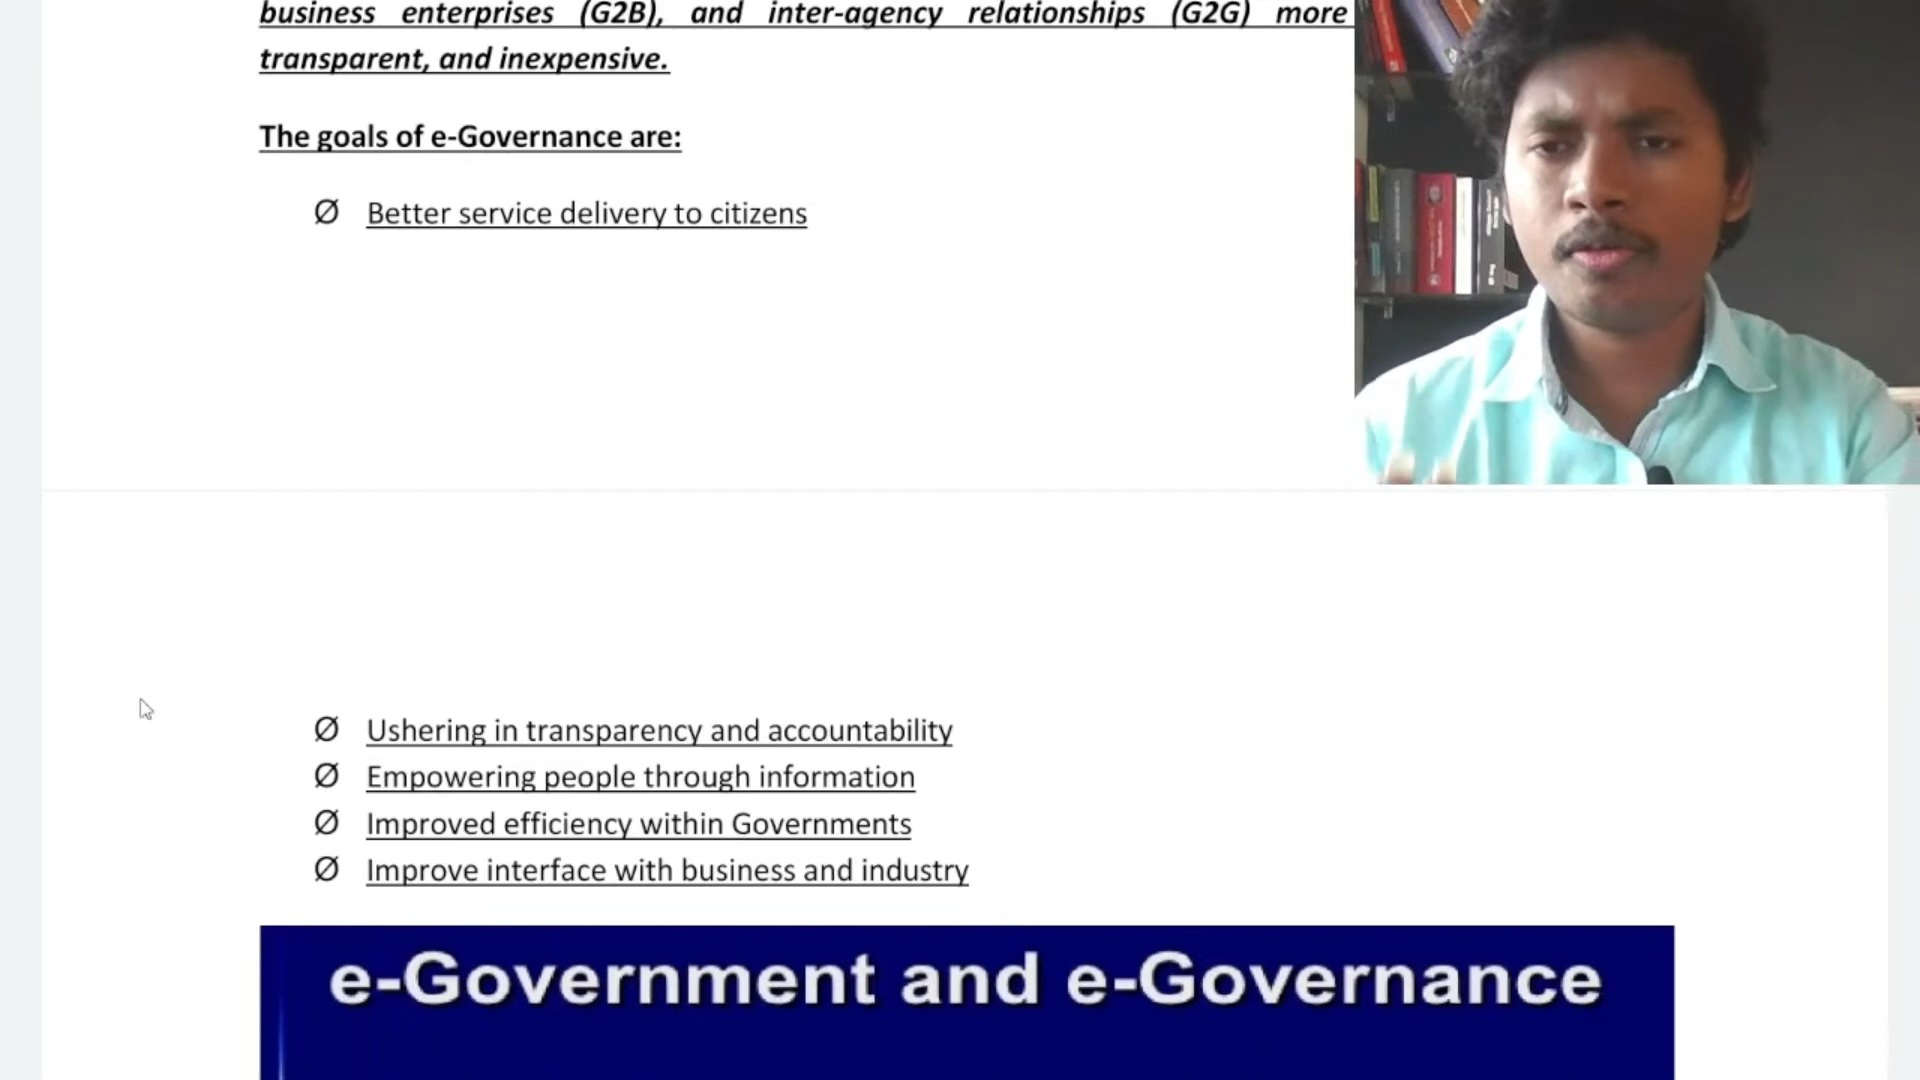 business enterprises (G2B), and inter-agency relationships (G2G) more
transparent, and inexpensive.
The goals of e-Governance are:
Ø Better service delivery to citizens
Ø Ushering in transparency and accountability
Ø Empowering people through information
Ø Improved efficiency within Governments
Ø Improve interface with business and industry
e-Government and e-Governance